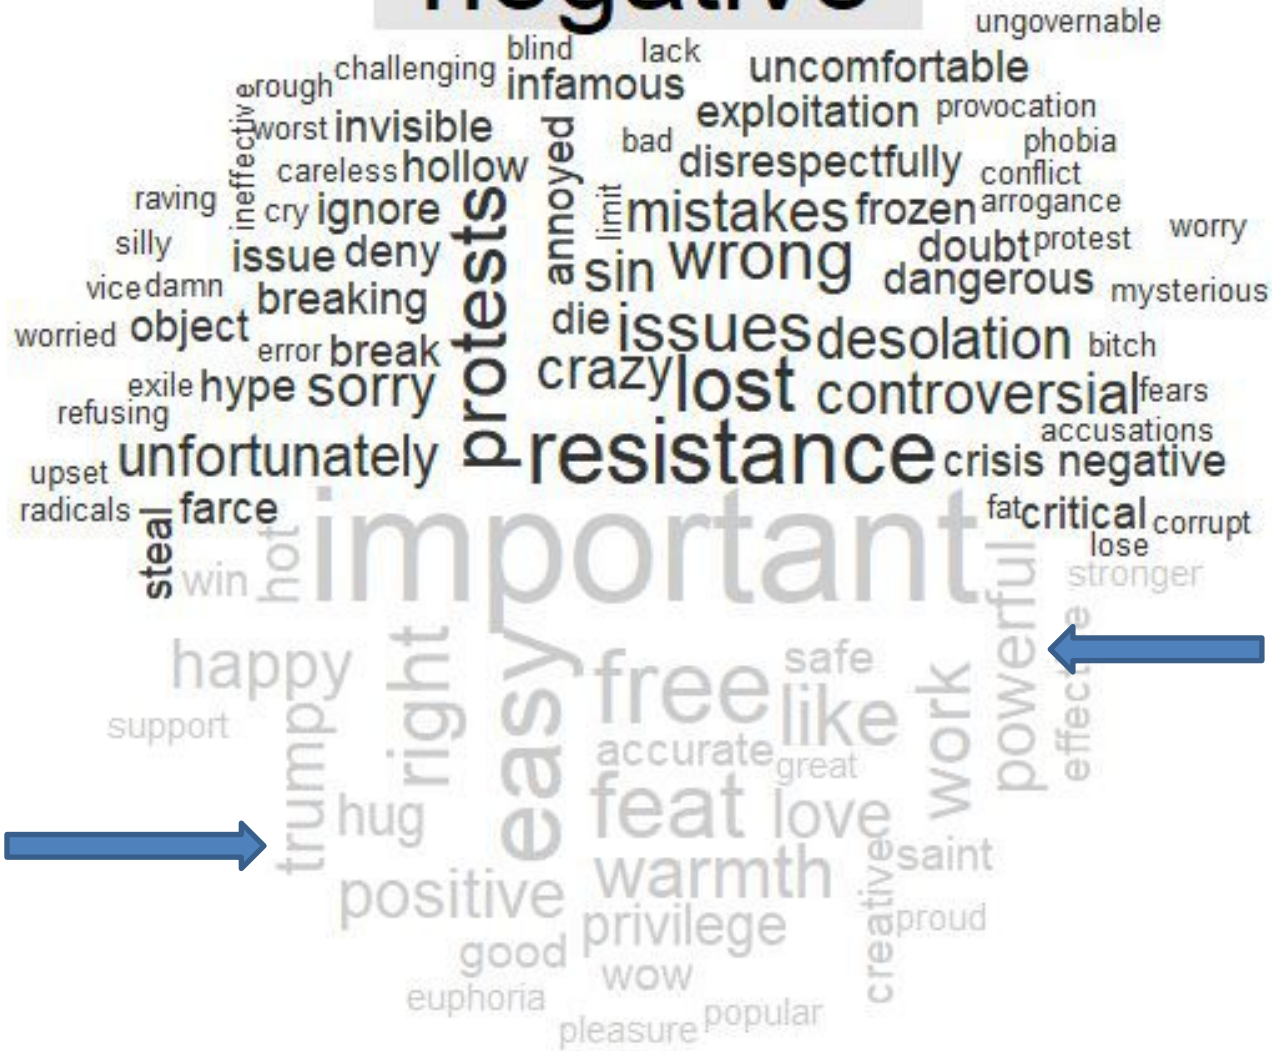 negative
ungovernable
blind lack
challenging infamous uncomfortable
rough exploitation provocation
ineffective worst invisible annoyed bad phobia
careless hollow disrespectfully conflict
raving cry ignore limit mistakes frozen arrogance
silly issue deny protests sin wrong doubt protest worry
vice damn breaking dangerous mysterious
worried object die issues desolation bitch
error break crazy
exile hype sorry lost controversial fears
refusing accusations
upset unfortunately resistance crisis negative
radicals steal farce important fat critical corrupt
lose
win hot powerful stronger
happy right easy free safe
support trump like work
accurate great
hug feat love
warmth saint
positive privilege creative proud
good wow
euphoria popular
pleasure